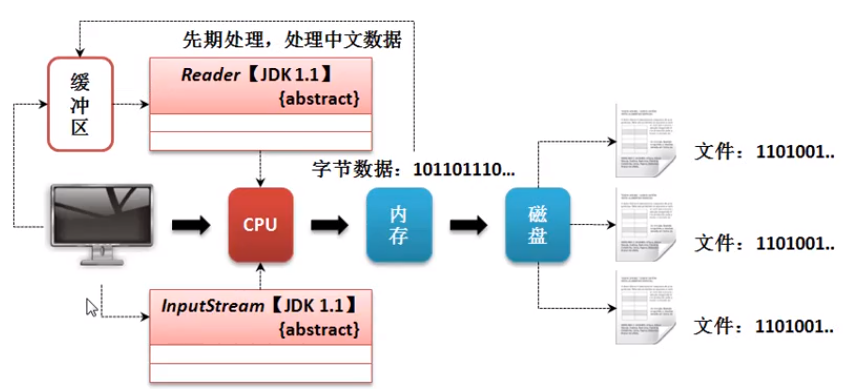 先期处理，处理中文数据
缓冲区
Reader【JDK 1.1】
{abstract}
字节数据：101101110...
CPU
内存
磁盘
文件：1101001..
文件：1101001..
文件：1101001..
InputStream【JDK 1.1】
{abstract}